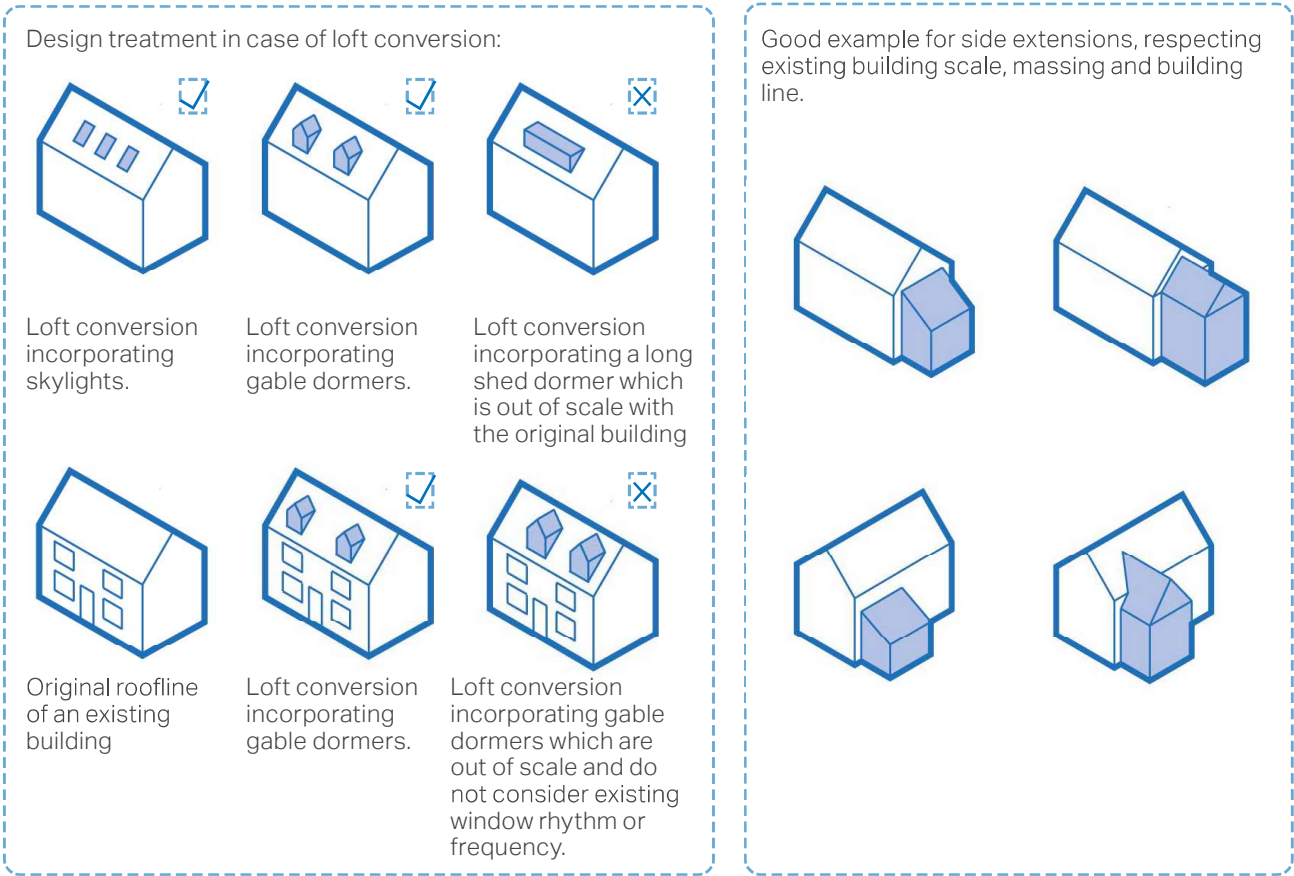 Design treatment in case of loft conversion:
Loft conversion
incorporating
skylights.
Loft conversion
incorporating
gable dormers.
Loft conversion
incorporating a long
shed dormer which
is out of scale with
the original building
Original roofline
of an existing
building
Loft conversion
incorporating
gable dormers.
Loft conversion
incorporating gable
dormers which are
out of scale and do
not consider existing
window rhythm or
frequency.
Good example for side extensions, respecting
existing building scale, massing and building
line.